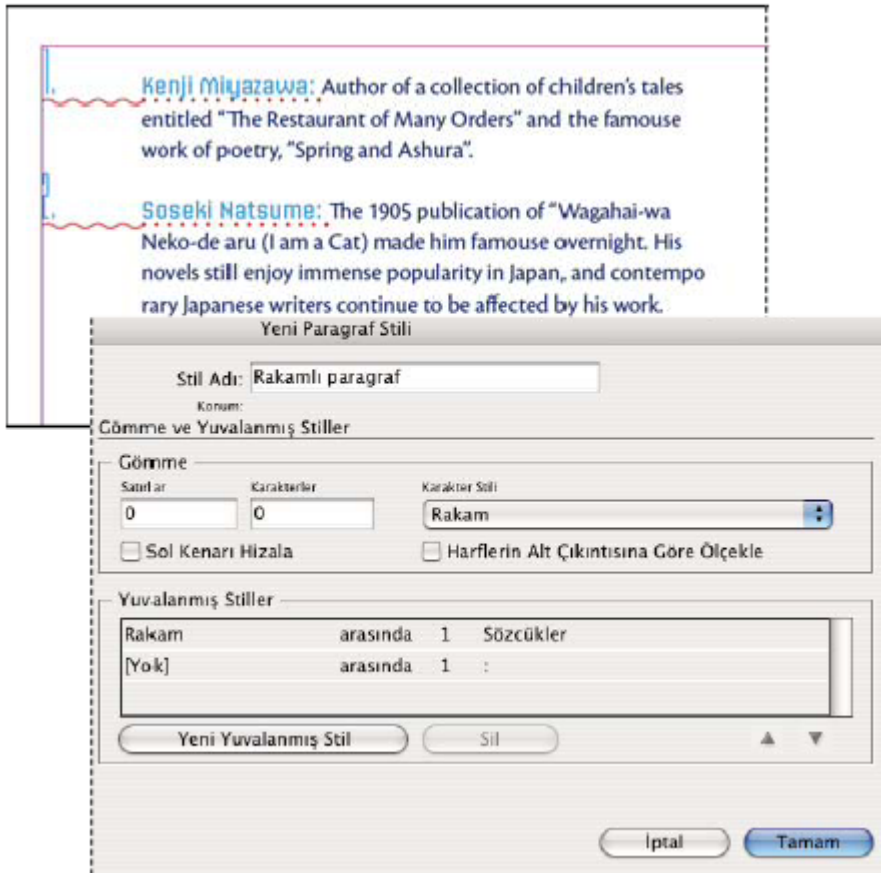 1. Kenji Miyazawa: Author of a collection of children's tales
entitled "The Restaurant of Many Orders" and the famouse
work of poetry, "Spring and Ashura".
2. Soseki Natsume: The 1905 publication of "Wagahai-wa
Neko-de aru (I am a Cat) made him famouse overnight. His
novels still enjoy immense popularity in Japan, and contempo
rary Japanese writers continue to be affected by his work.
Yeni Paragraf Stili
Stil Adı: Rakamlı paragraf
Konum:
Gömme ve Yuvalanmış Stiller
Gömme
Satırlar Karakterler Karakter Stili
0 0 Rakam
Sol Kenarı Hizala Harflerin Alt Çıkıntısına Göre Ölçekle
Yuvalanmış Stiller
Rakam arasında 1 Sözcükler
[Yok] arasında 1 :
Yeni Yuvalanmış Stil Sil
İptal Tamam